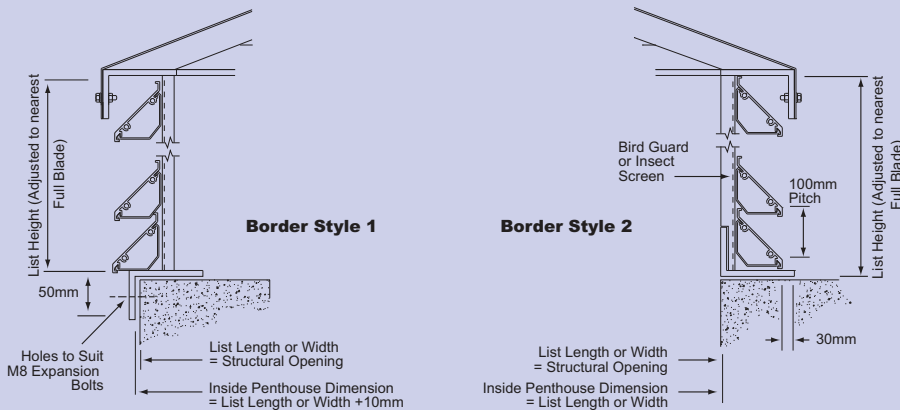 List Height (Adjusted to nearest
Full Blade)
50mm
Holes to Suit
M8 Expansion
Bolts
Border Style 1
List Length or Width
= Structural Opening
Inside Penthouse Dimension
= List Length or Width +10mm
Bird Guard
or Insect
Screen
100mm
Pitch
Border Style 2
List Height (Adjusted to nearest
Full Blade)
30mm
List Length or Width
= Structural Opening
Inside Penthouse Dimension
= List Length or Width